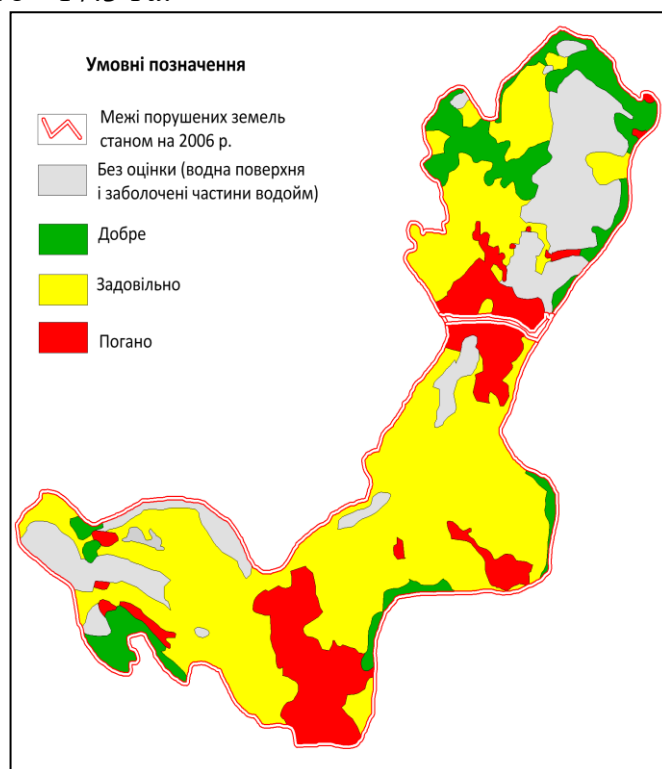 Умовні позначення
Межі порушених земель
станом на 2006 р.
Без оцінки (водна поверхня
і заболочені частини водойм)
Добре
Задовільно
Погано